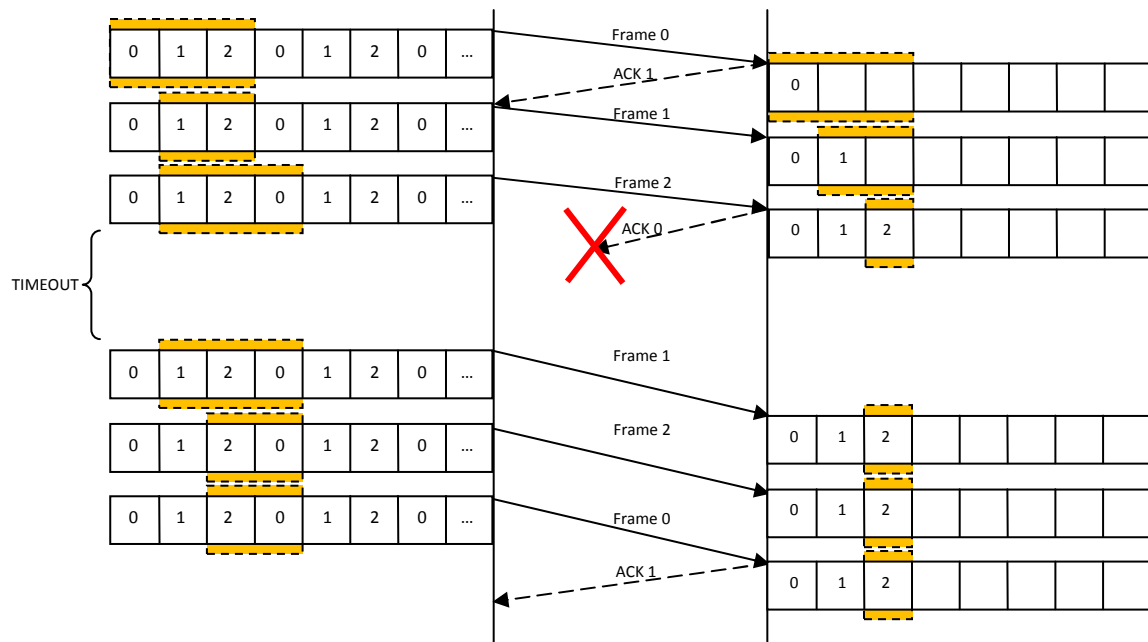 0 1 2 0 1 2 0 ...
Frame 0
ACK 1
0
0 1 2 0 1 2 0 ...
Frame 1
0 1
0 1 2 0 1 2 0 ...
Frame 2
ACK 0
0 1 2
TIMEOUT
0 1 2 0 1 2 0 ...
Frame 1
0 1 2
0 1 2 0 1 2 0 ...
Frame 2
0 1 2
0 1 2 0 1 2 0 ...
Frame 0
ACK 1
0 1 2